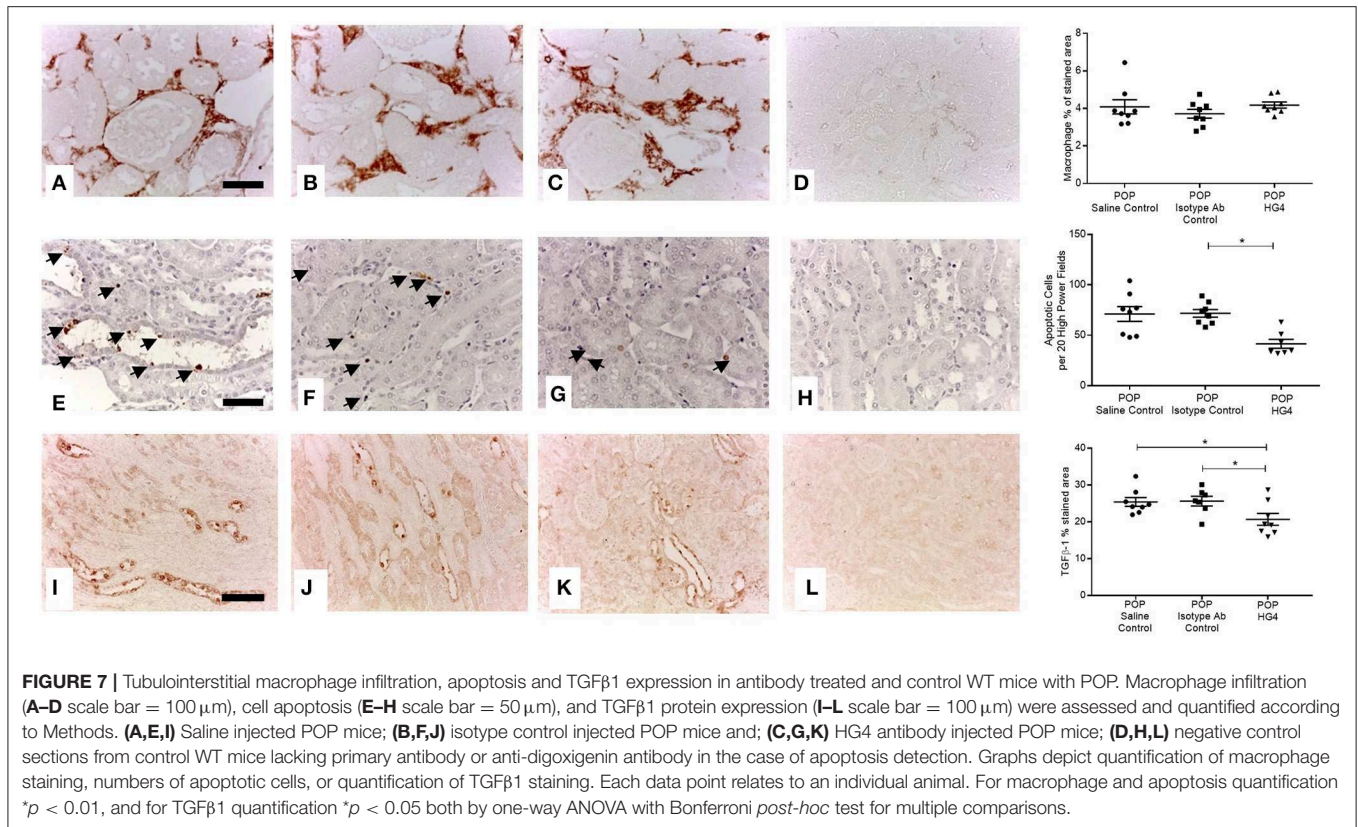 A
B
C
D
Macrophage % of stained area
8
6
4
2
0
POP
Saline Control
POP
Isotype Ab
Control
POP
HG4
E
F
G
H
Apoptotic Cells
per 20 High Power Fields
150
100
50
0
*
POP
Saline Control
POP
Isotype Control
POP
HG4
I
J
K
L
TGFβ-1 % stained area
40
30
20
10
0
*
*
POP
Saline
Control
POP
Isotype Ab
Control
POP
HG4
FIGURE 7 | Tubulointerstitial macrophage infiltration, apoptosis and TGFβ1 expression in antibody treated and control WT mice with POP. Macrophage infiltration
(A–D scale bar = 100 μm), cell apoptosis (E–H scale bar = 50 μm), and TGFβ1 protein expression (I–L scale bar = 100 μm) were assessed and quantified according
to Methods. (A,E,I) Saline injected POP mice; (B,F,J) isotype control injected POP mice and; (C,G,K) HG4 antibody injected POP mice; (D,H,L) negative control
sections from control WT mice lacking primary antibody or anti-digoxigenin antibody in the case of apoptosis detection. Graphs depict quantification of macrophage
staining, numbers of apoptotic cells, or quantification of TGFβ1 staining. Each data point relates to an individual animal. For macrophage and apoptosis quantification
*p < 0.01, and for TGFβ1 quantification *p < 0.05 both by one-way ANOVA with Bonferroni post-hoc test for multiple comparisons.